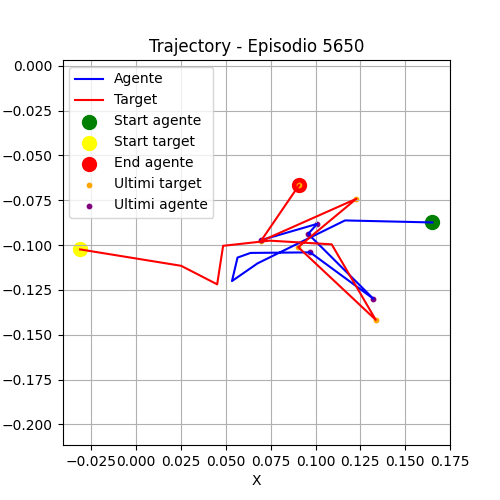 Trajectory - Episodio 5650
0.000
−0.025
−0.050
−0.075
−0.100
−0.125
−0.150
−0.175
−0.200
Agente
Target
Start agente
Start target
End agente
Ultimi target
Ultimi agente
−0.025 0.000 0.025 0.050 0.075 0.100 0.125 0.150 0.175
X